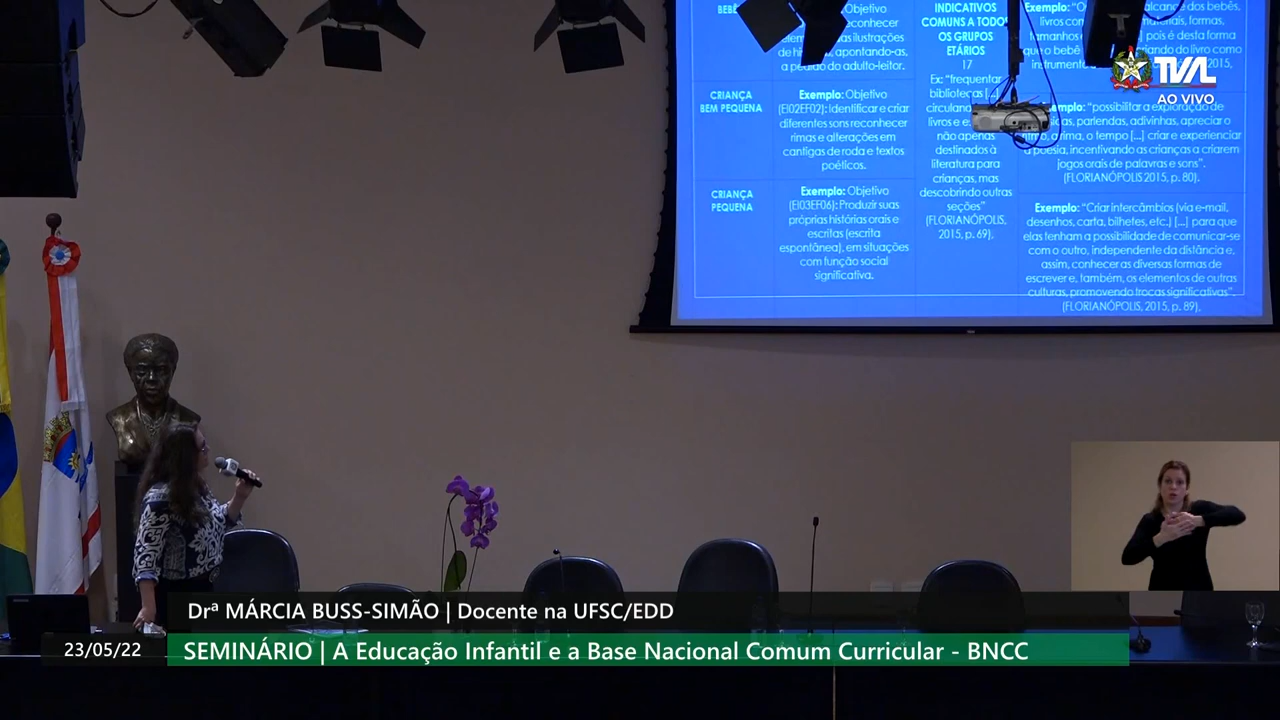 BEBÊ
Objetivo
reconhecer
as ilustrações
apontando-as,
a pedido do adulto-leitor.
INDICATIVOS
COMUNS A TODOS
OS GRUPOS
ETÁRIOS
17
Ex: "frequentar
bibliotecas [...]
livros e
não apenas
destinados à
literatura para
crianças, mas
descobrindo outras
seções"
(FLORIANÓPOLIS,
2015, p. 69),
Exemplo:
alcance dos bebês,
livros com
formas,
tamanhos
pois é desta forma
que o bebê
criando do livro como
2015,
CRIANÇA
BEM PEQUENA
Exemplo: Objetivo
(EI02EF02): Identificar e criar
diferentes sons reconhecer
rimas e alterações em
cantigas de roda e textos
poéticos.
"possibilitar a exploração de
parlendas, adivinhas, apreciar o
rima, o tempo [...] criar e experienciar
a poesia, incentivando as crianças a criarem
jogos orais de palavras e sons".
(FLORIANÓPOLIS 2015, p. 80).
CRIANÇA
PEQUENA
Exemplo: Objetivo
(EI03EF06): Produzir suas
próprias histórias orais e
escritas (escrita
espontânea), em situações
com função social
significativa.
Exemplo: "Criar intercâmbios (via e-mail,
desenhos, carta, bilhetes, etc.) [...] para que
elas tenham a possibilidade de comunicar-se
com o outro, independente da distância e,
assim, conhecer as diversas formas de
escrever e, também, os elementos de outras
culturas, promovendo trocas significativas".
(FLORIANÓPOLIS, 2015, p. 89),
TVAL
AO VIVO
Drª MÁRCIA BUSS-SIMÃO | Docente na UFSC/EDD
23/05/22
SEMINÁRIO | A Educação Infantil e a Base Nacional Comum Curricular - BNCC